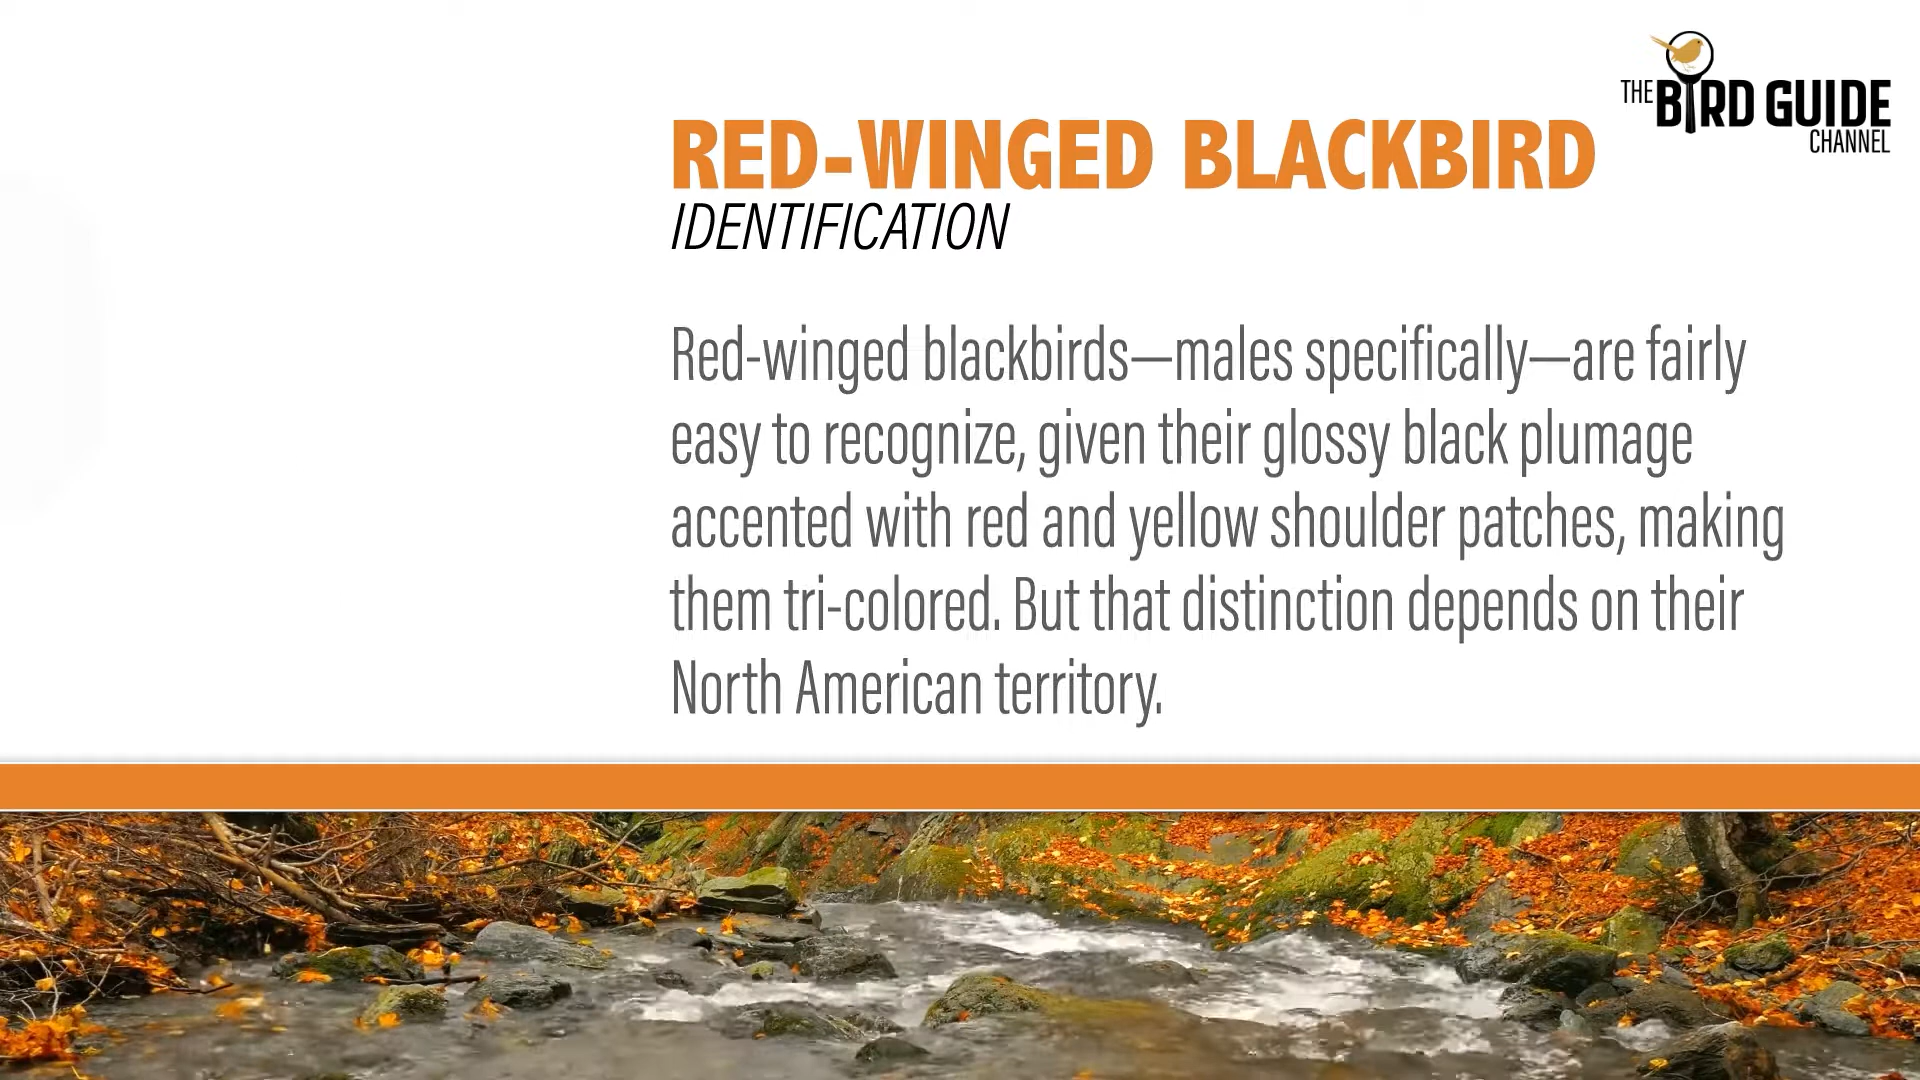 THE BIRD GUIDE
CHANNEL
RED-WINGED BLACKBIRD
IDENTIFICATION
Red-winged blackbirds—males specifically—are fairly
easy to recognize, given their glossy black plumage
accented with red and yellow shoulder patches, making
them tri-colored. But that distinction depends on their
North American territory.